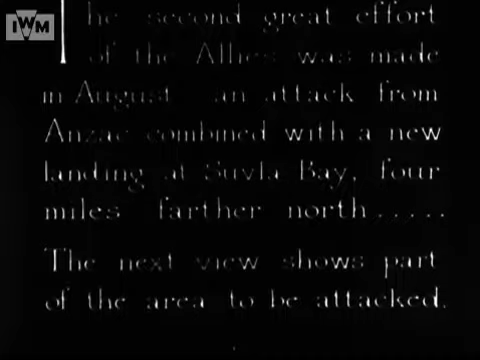 IWM
The second great effort
of the Allies was made
in August an attack from
Anzac combined with a new
landing at Suvla Bay, four
miles farther north.....
The next view shows part
of the area to be attacked.